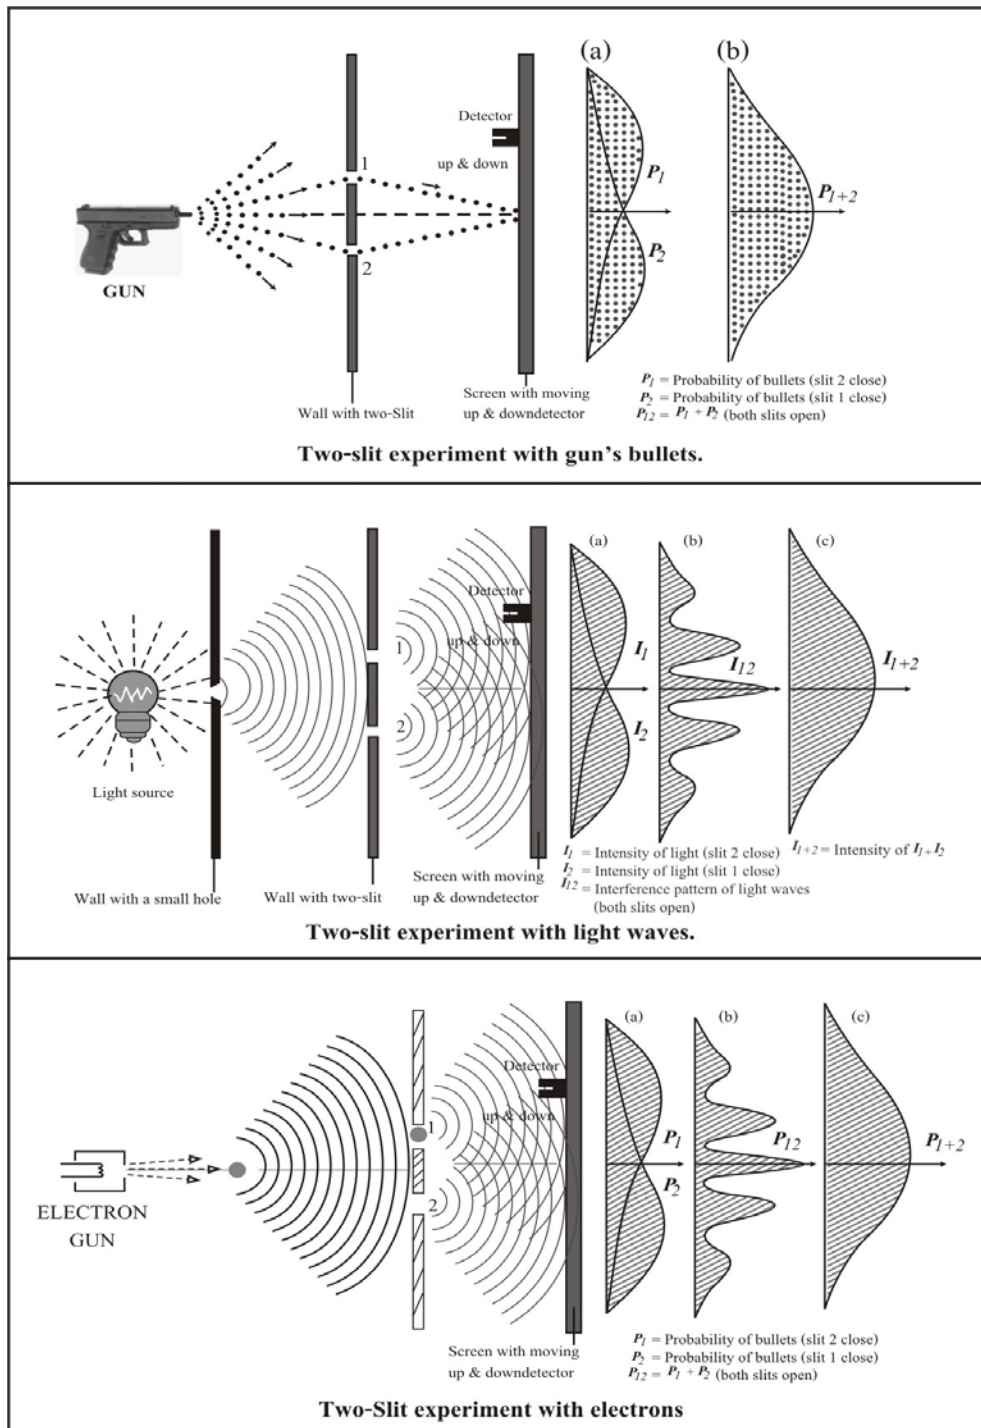 (a)
(b)
Detector
up & down
1
2
P1
P2
P1+2
GUN
Wall with two-Slit
Screen with moving
up & downdetector
P1 = Probability of bullets (slit 2 close)
P2 = Probability of bullets (slit 1 close)
P12 = P1 + P2 (both slits open)
Two-slit experiment with gun's bullets.
(a)
(b)
(c)
Detector
up & down
1
2
I1
I2
I12
I1+2
Light source
Wall with a small hole
Wall with two-slit
Screen with moving
up & downdetector
I1 = Intensity of light (slit 2 close)
I2 = Intensity of light (slit 1 close)
I12 = Interference pattern of light waves
(both slits open)
I1+2 = Intensity of I1+I2
Two-slit experiment with light waves.
(a)
(b)
(c)
Detector
up & down
1
2
P1
P2
P12
P1+2
ELECTRON
GUN
Screen with moving
up & downdetector
P1 = Probability of bullets (slit 2 close)
P2 = Probability of bullets (slit 1 close)
P12 = P1 + P2 (both slits open)
Two-Slit experiment with electrons